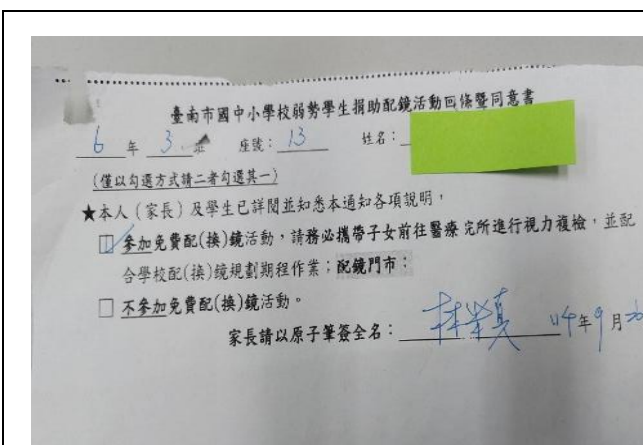 臺南市國中小學校弱勢學生捐助配鏡活動回條暨同意書
6 年 3 班 座號：13 姓名：
(僅以勾選方式請二者勾選其一)
★本人（家長）及學生已詳閱並知悉本通知各項說明，
☑ 參加免費配(換)鏡活動，請務必攜帶子女前往醫療院所進行視力複檢，並配
合學校配(換)鏡規劃期程作業；配鏡門市：
□ 不參加免費配(換)鏡活動。
家長請以原子筆簽全名： 114年9月